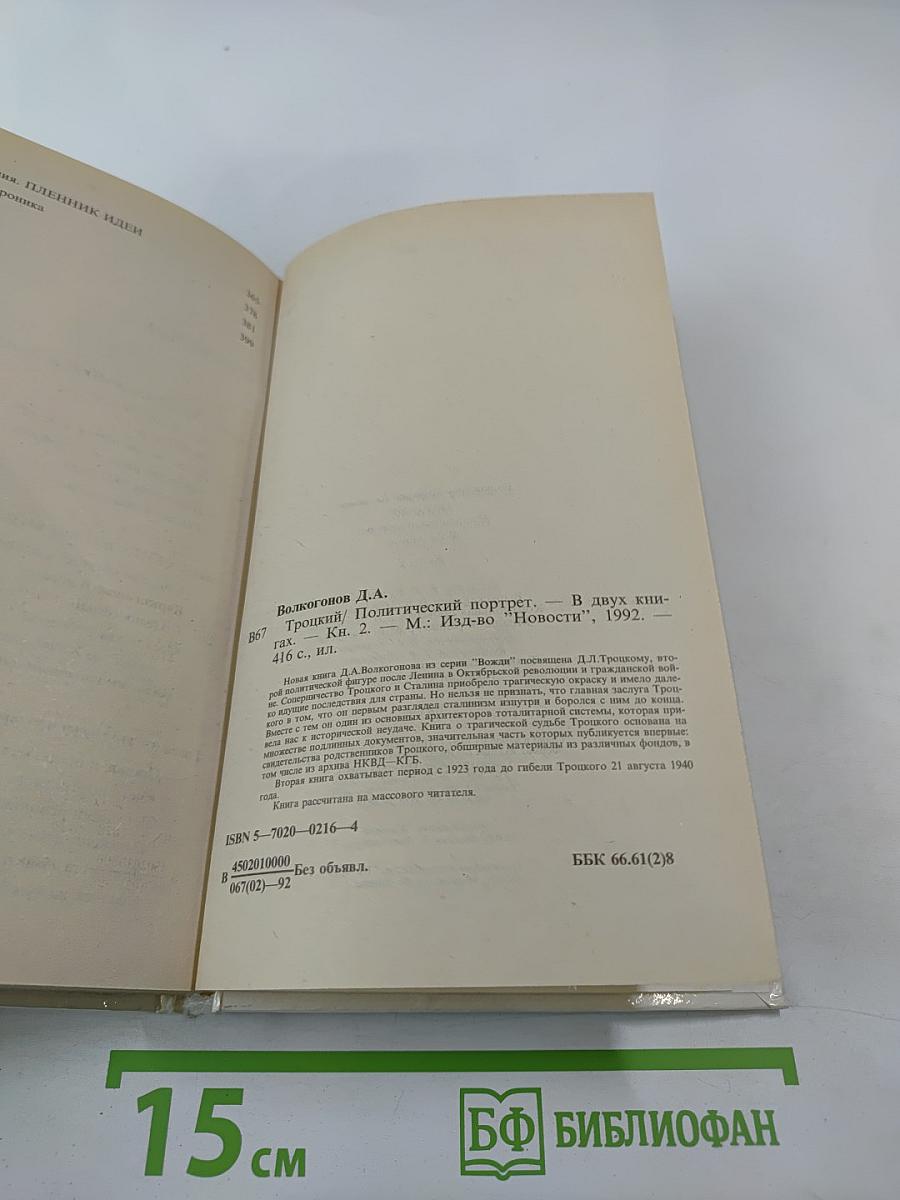 ия. ПЛЕННИК ИДЕИ
роника
365
378
381
399
Волкогонов Д.А.
В67 Троцкий/ Политический портрет. — В двух кни-
гах. — Кн. 2. — М.: Изд-во "Новости", 1992. —
416 с., ил.
Новая книга Д.А.Волкогонова из серии "Вожди" посвящена Д.Л.Троцкому, вто-
рой политической фигуре после Ленина в Октябрьской революции и гражданской вой-
не. Соперничество Троцкого и Сталина приобрело трагическую окраску и имело дале-
ко идущие последствия для страны. Но нельзя не признать, что главная заслуга Троц-
кого в том, что он первым разглядел сталинизм изнутри и боролся с ним до конца.
Вместе с тем он один из основных архитекторов тоталитарной системы, которая при-
вела нас к исторической неудаче. Книга о трагической судьбе Троцкого основана на
множестве подлинных документов, значительная часть которых публикуется впервые:
свидетельства родственников Троцкого, обширные материалы из различных фондов, в
том числе из архива НКВД—КГБ.
Вторая книга охватывает период с 1923 года до гибели Троцкого 21 августа 1940
года.
Книга рассчитана на массового читателя.
ISBN 5—7020—0216—4
В 4502010000 Без объявл. ББК 66.61(2)8
067(02)—92
15 см
БФ БИБЛИОФАН